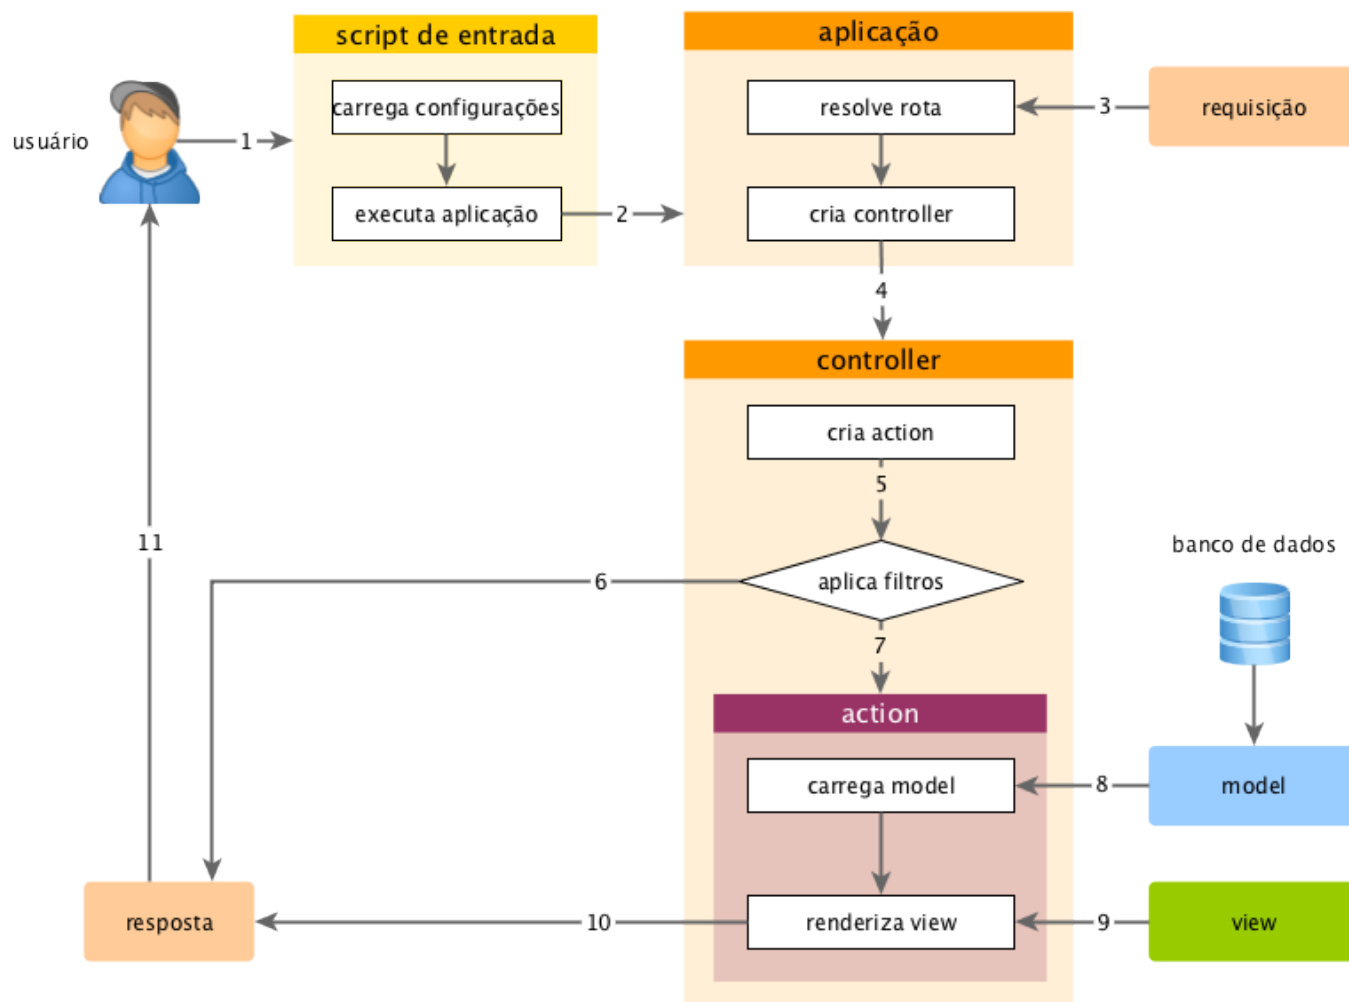 script de entrada
aplicação
carrega configurações
resolve rota
3
requisição
usuário
1
executa aplicação
2
cria controller
4
controller
cria action
5
11
banco de dados
6
aplica filtros
7
action
carrega model
8
model
resposta
10
renderiza view
9
view